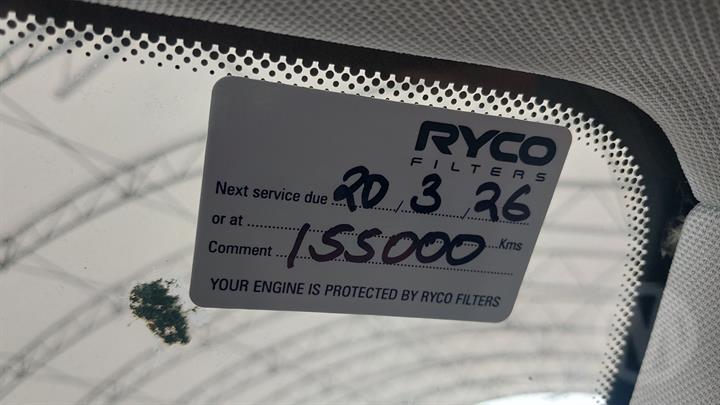 RYCO
FILTERS
Next service due 20 / 3 / 26
or at 155000 Kms
Comment
YOUR ENGINE IS PROTECTED BY RYCO FILTERS